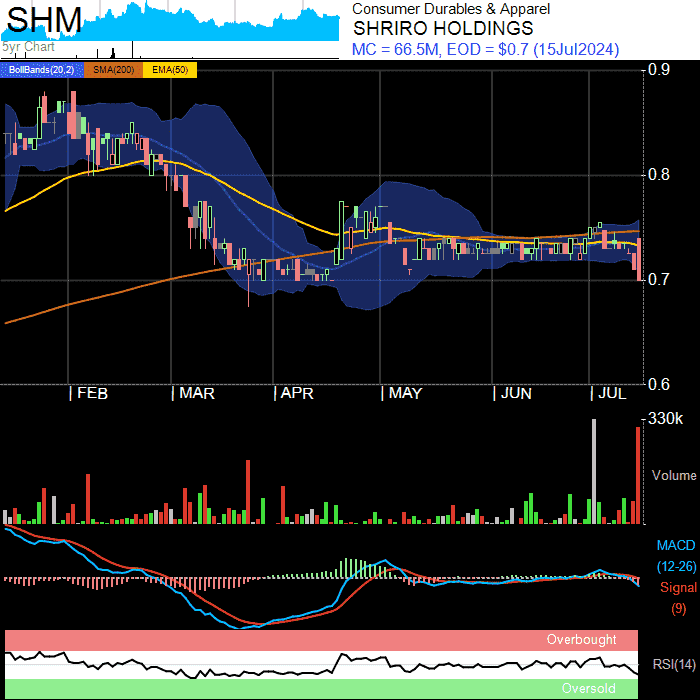 SHM
5yr Chart
Consumer Durables & Apparel
SHRIRO HOLDINGS
MC = 66.5M, EOD = $0.7 (15Jul2024)
BollBands(20,2) SMA(200) EMA(50)
0.9
0.8
0.7
0.6
| FEB | MAR | APR | MAY | JUN | JUL
330k
Volume
MACD
(12-26)
Signal
(9)
Overbought
RSI(14)
Oversold